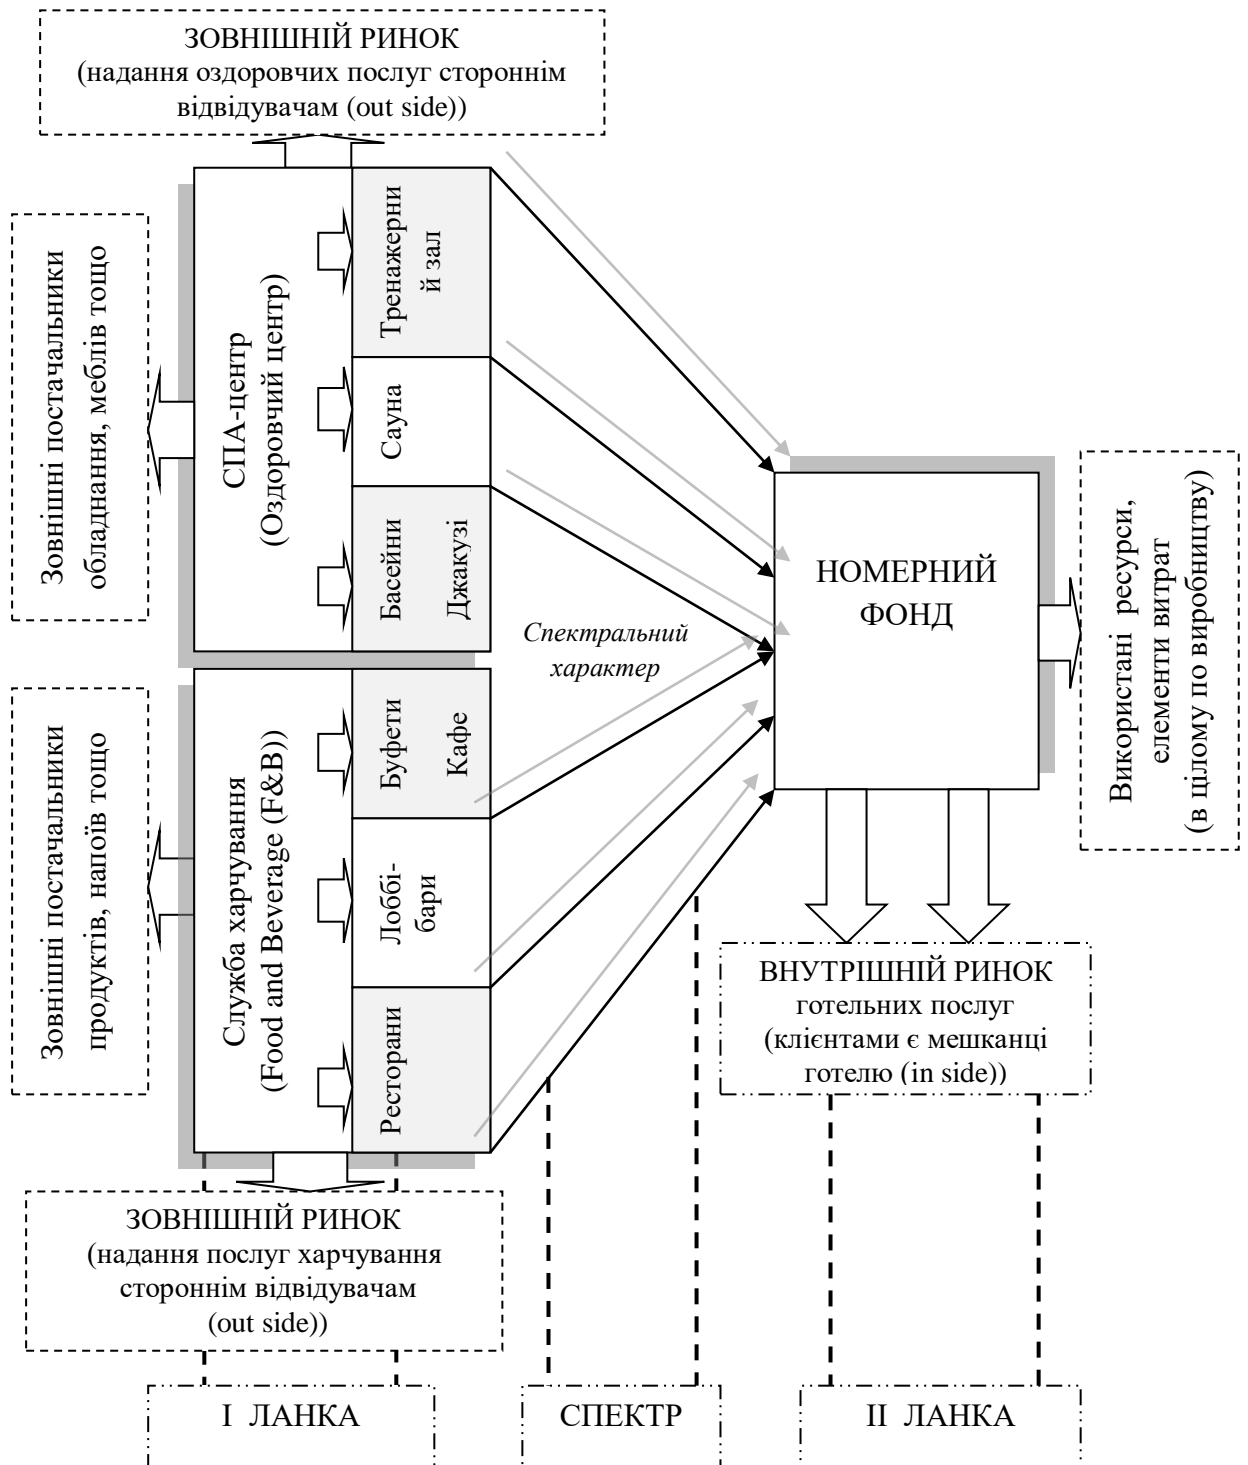 ЗОВНІШНІЙ РИНОК
(надання оздоровчих послуг стороннім
відвідувачам (out side))
Зовнішні постачальники
обладнання, меблів тощо
СПА-центр
(Оздоровчий центр)
Тренажерни
й зал
Сауна
Басейни
Джакузі
Спектральний
характер
НОМЕРНИЙ
ФОНД
Використані ресурси,
елементи витрат
(в цілому по виробництву)
Зовнішні постачальники
продуктів, напоїв тощо
Служба харчування
(Food and Beverage (F&B))
Буфети
Кафе
Лоббі-
бари
Ресторани
ВНУТРІШНІЙ РИНОК
готельних послуг
(клієнтами є мешканці
готелю (in side))
ЗОВНІШНІЙ РИНОК
(надання послуг харчування
стороннім відвідувачам
(out side))
І ЛАНКА
СПЕКТР
ІІ ЛАНКА